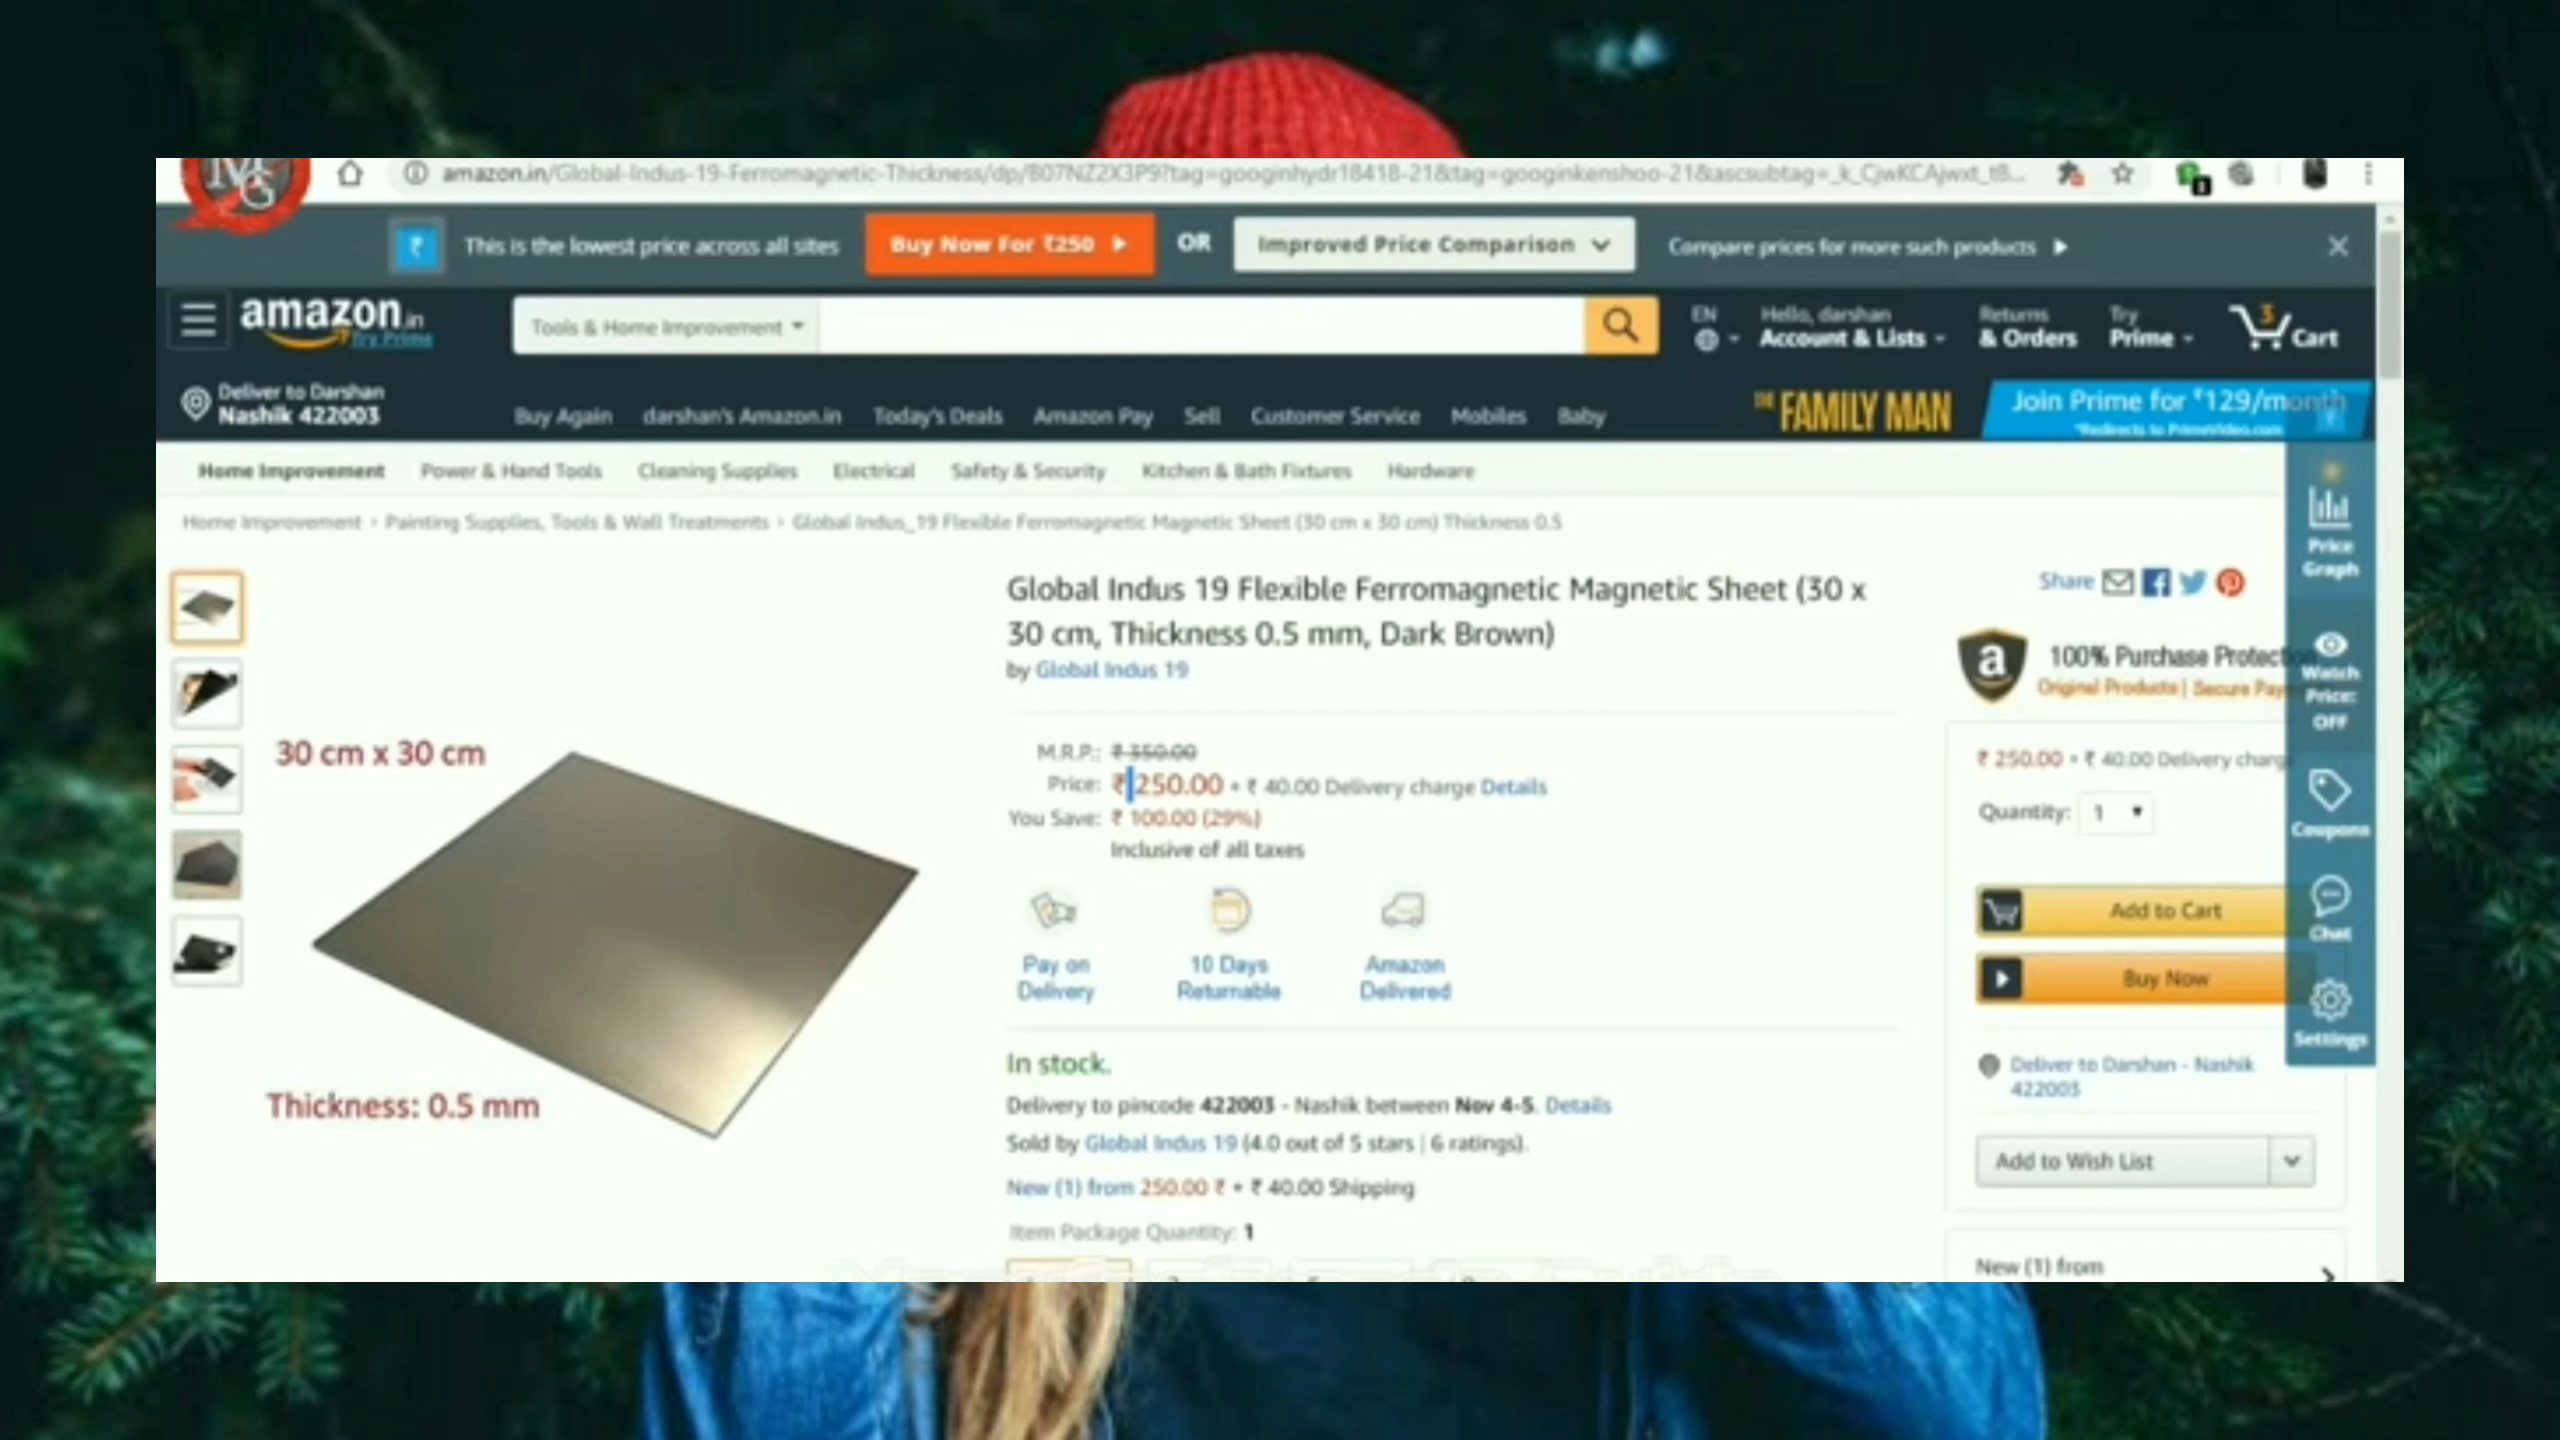 MG
amazon.in/Global-Indus-19-Ferromagnetic-Thickness/dp/B07NZ2X3P9?tag=googinhydr18418-21&tag=googinkenshoo-21&ascsubtag=_k_CjwKCAjwxt_t8...
This is the lowest price across all sites
Buy Now For ₹250
OR
Improved Price Comparison
Compare prices for more such products
amazon.in
Try Prime
Tools & Home Improvement
EN
Hello, darshan
Account & Lists
Returns
& Orders
Try
Prime
3
Cart
Deliver to Darshan
Nashik 422003
Buy Again
darshan's Amazon.in
Today's Deals
Amazon Pay
Sell
Customer Service
Mobiles
Baby
THE FAMILY MAN
Join Prime for ₹129/month
*Redirects to PrimeVideo.com
Home Improvement
Power & Hand Tools
Cleaning Supplies
Electrical
Safety & Security
Kitchen & Bath Fixtures
Hardware
Home Improvement › Painting Supplies, Tools & Wall Treatments › Global Indus_19 Flexible Ferromagnetic Magnetic Sheet (30 cm x 30 cm) Thickness 0.5
30 cm x 30 cm
Thickness: 0.5 mm
Global Indus 19 Flexible Ferromagnetic Magnetic Sheet (30 x
30 cm, Thickness 0.5 mm, Dark Brown)
by Global Indus 19
M.R.P.: ₹ 350.00
Price: ₹ 250.00 + ₹ 40.00 Delivery charge Details
You Save: ₹ 100.00 (29%)
Inclusive of all taxes
Pay on
Delivery
10 Days
Returnable
Amazon
Delivered
In stock.
Delivery to pincode 422003 - Nashik between Nov 4-5. Details
Sold by Global Indus 19 (4.0 out of 5 stars | 6 ratings).
New (1) from 250.00 ₹ + ₹ 40.00 Shipping
Item Package Quantity: 1
Share
a
100% Purchase Protec
Original Products | Secure Pay
₹ 250.00 + ₹ 40.00 Delivery charg
Quantity: 1
Add to Cart
Buy Now
Deliver to Darshan - Nashik
422003
Add to Wish List
New (1) from
Price
Graph
Watch
Price:
OFF
Coupons
Chat
Settings